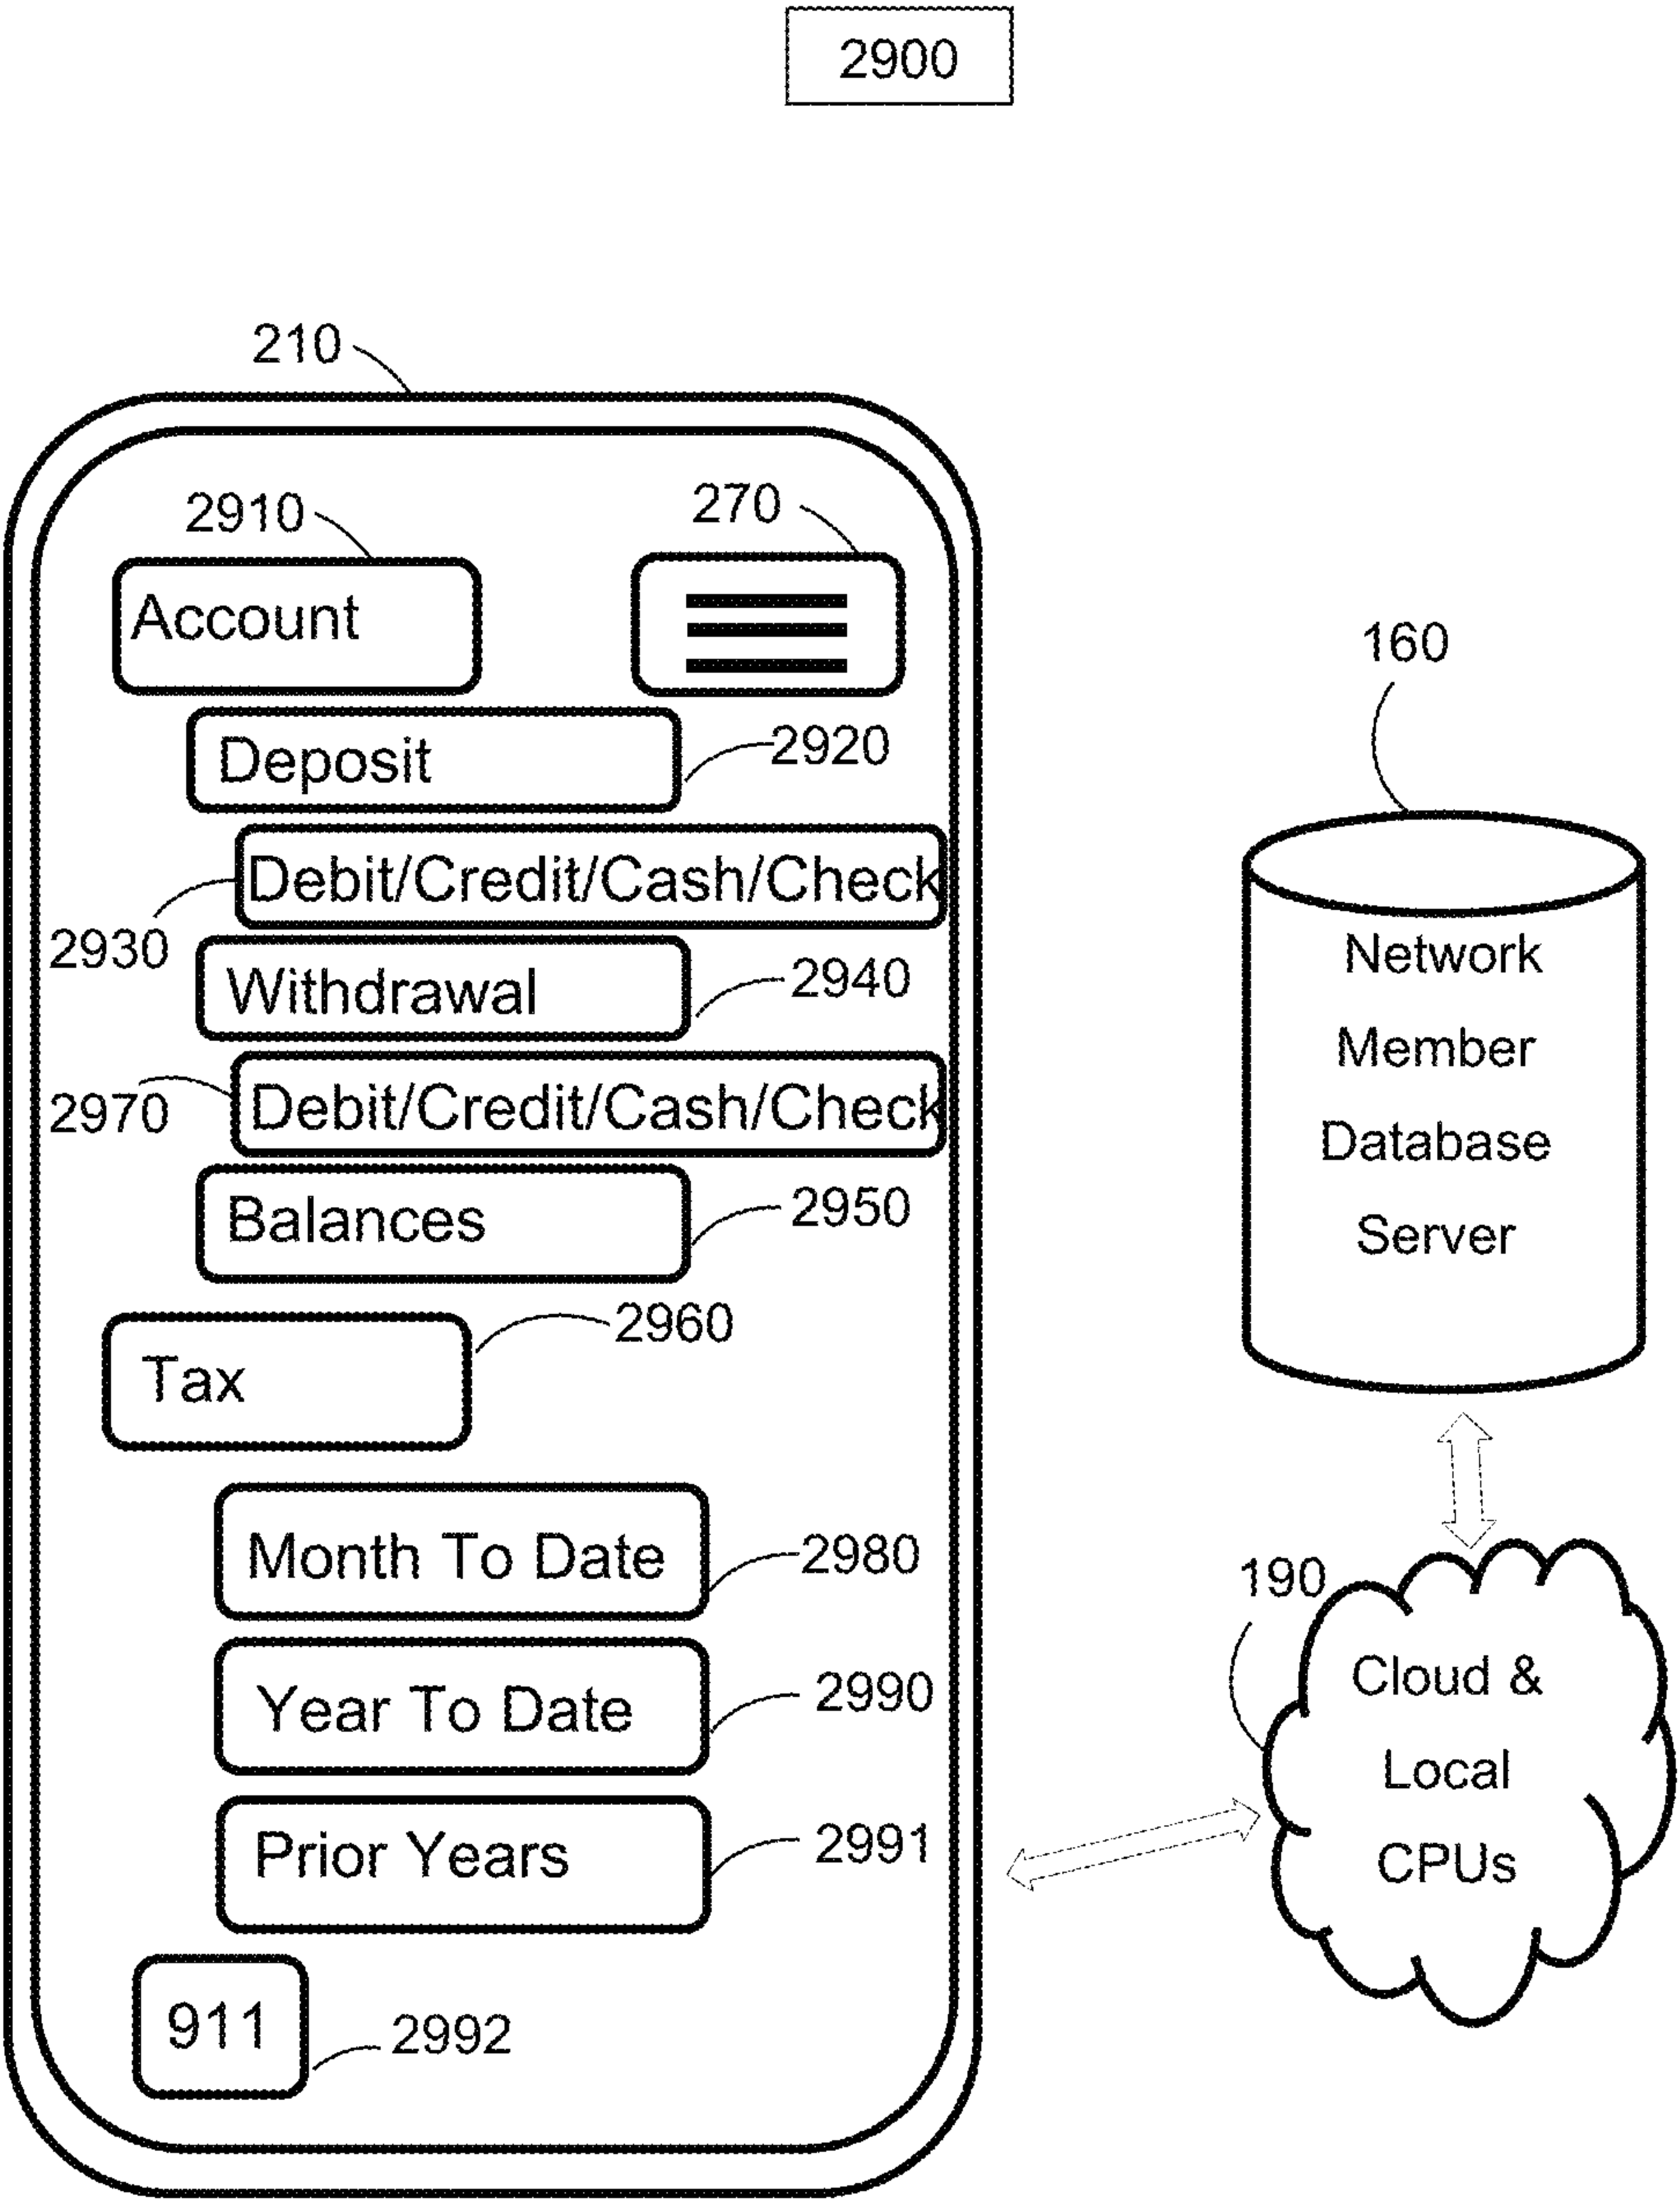 2900
210
2910
270
Account
Deposit
2920
Debit/Credit/Cash/Check
2930
Withdrawal
2940
Debit/Credit/Cash/Check
2970
Balances
2950
2960
Tax
Month To Date
2980
Year To Date
2990
Prior Years
2991
911
2992
160
Network
Member
Database
Server
190
Cloud &
Local
CPUs